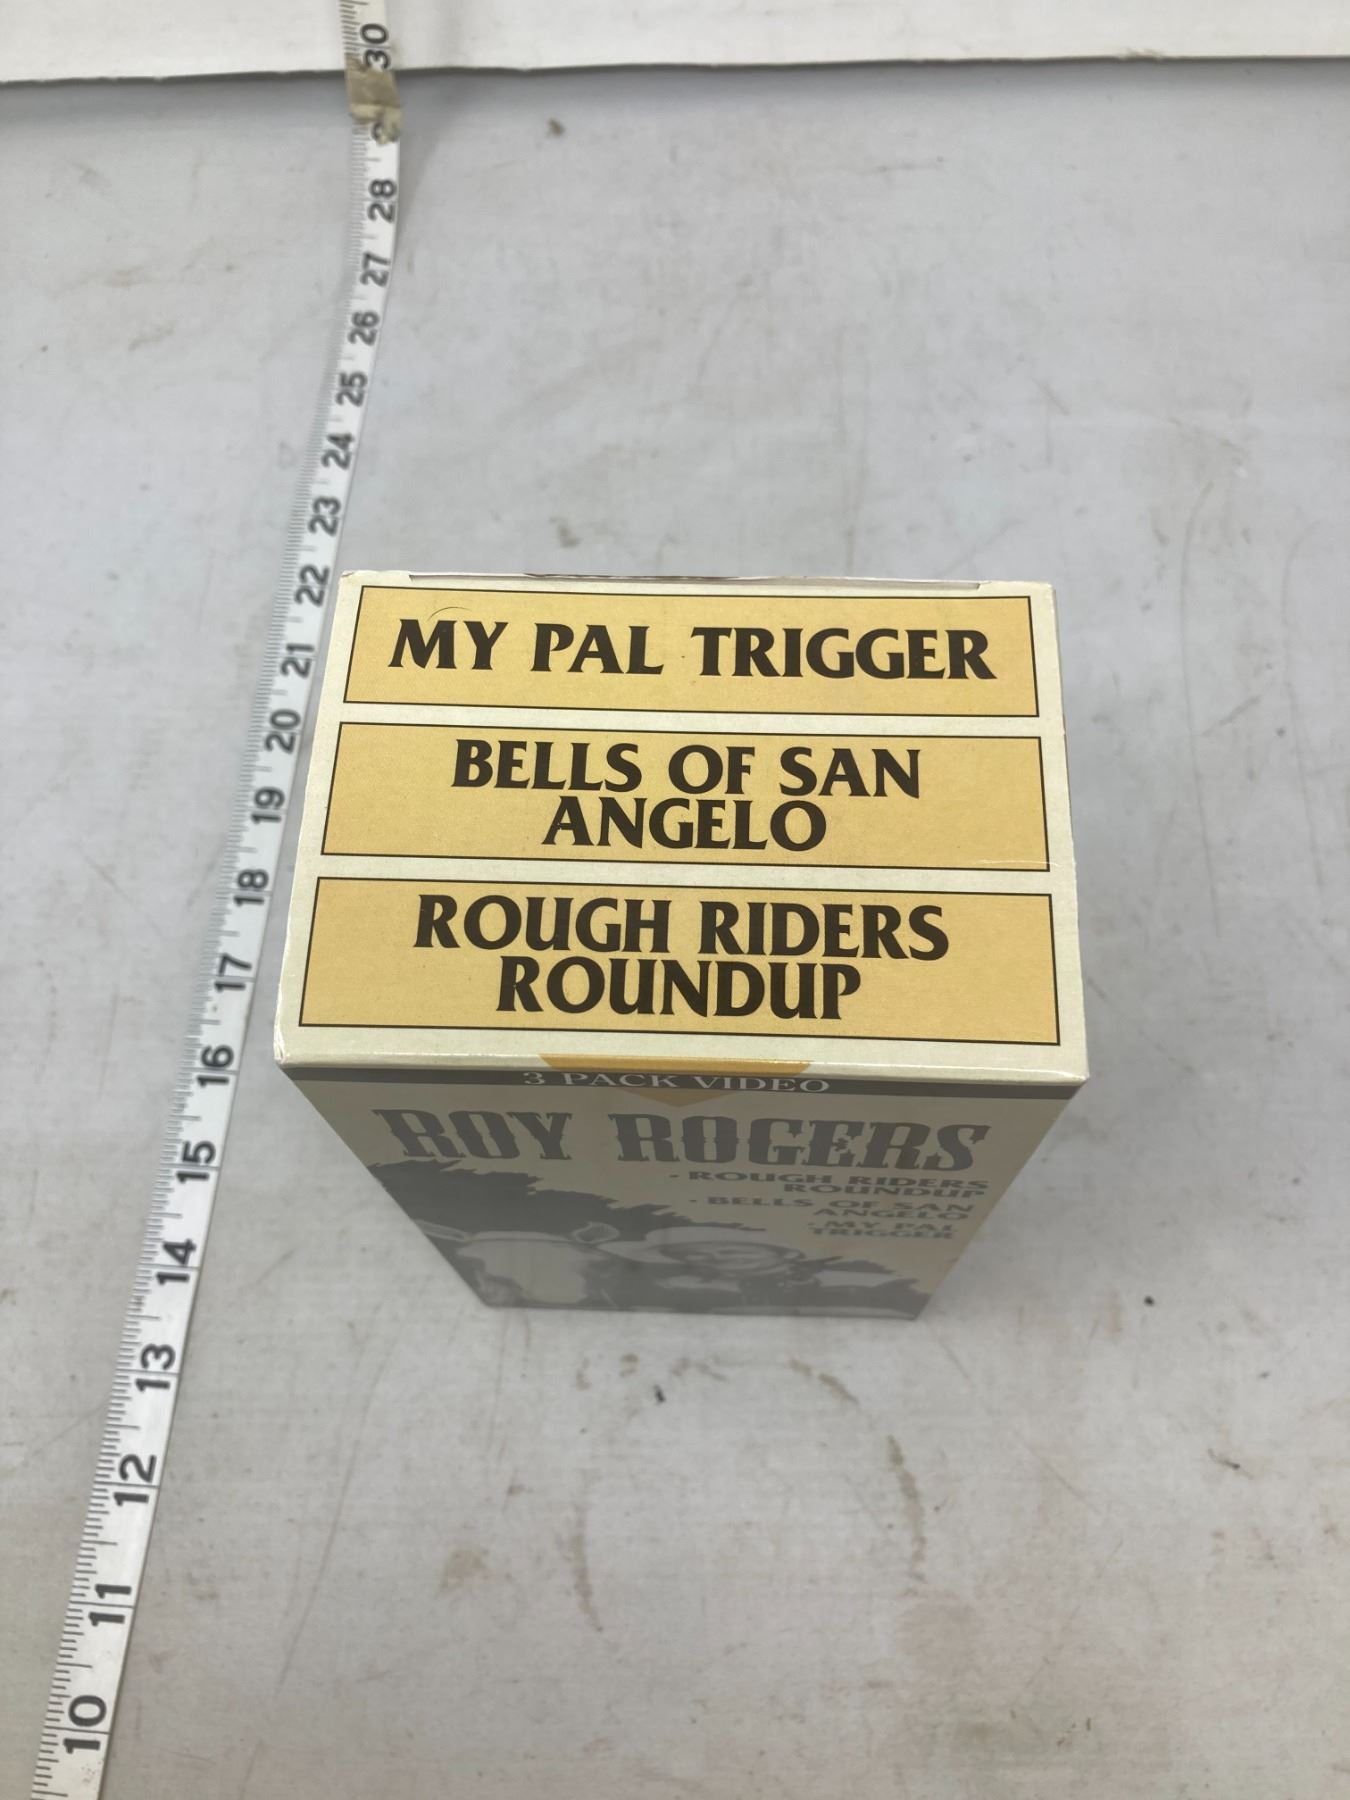 30
28
27
26
25
24
23
22
21
20
19
18
17
16
15
14
13
12
11
10
MY PAL TRIGGER
BELLS OF SAN
ANGELO
ROUGH RIDERS
ROUNDUP
3 PACK VIDEO
ROY ROGERS
· ROUGH RIDERS
ROUNDUP
· BELLS OF SAN
ANGELO
· MY PAL
TRIGGER